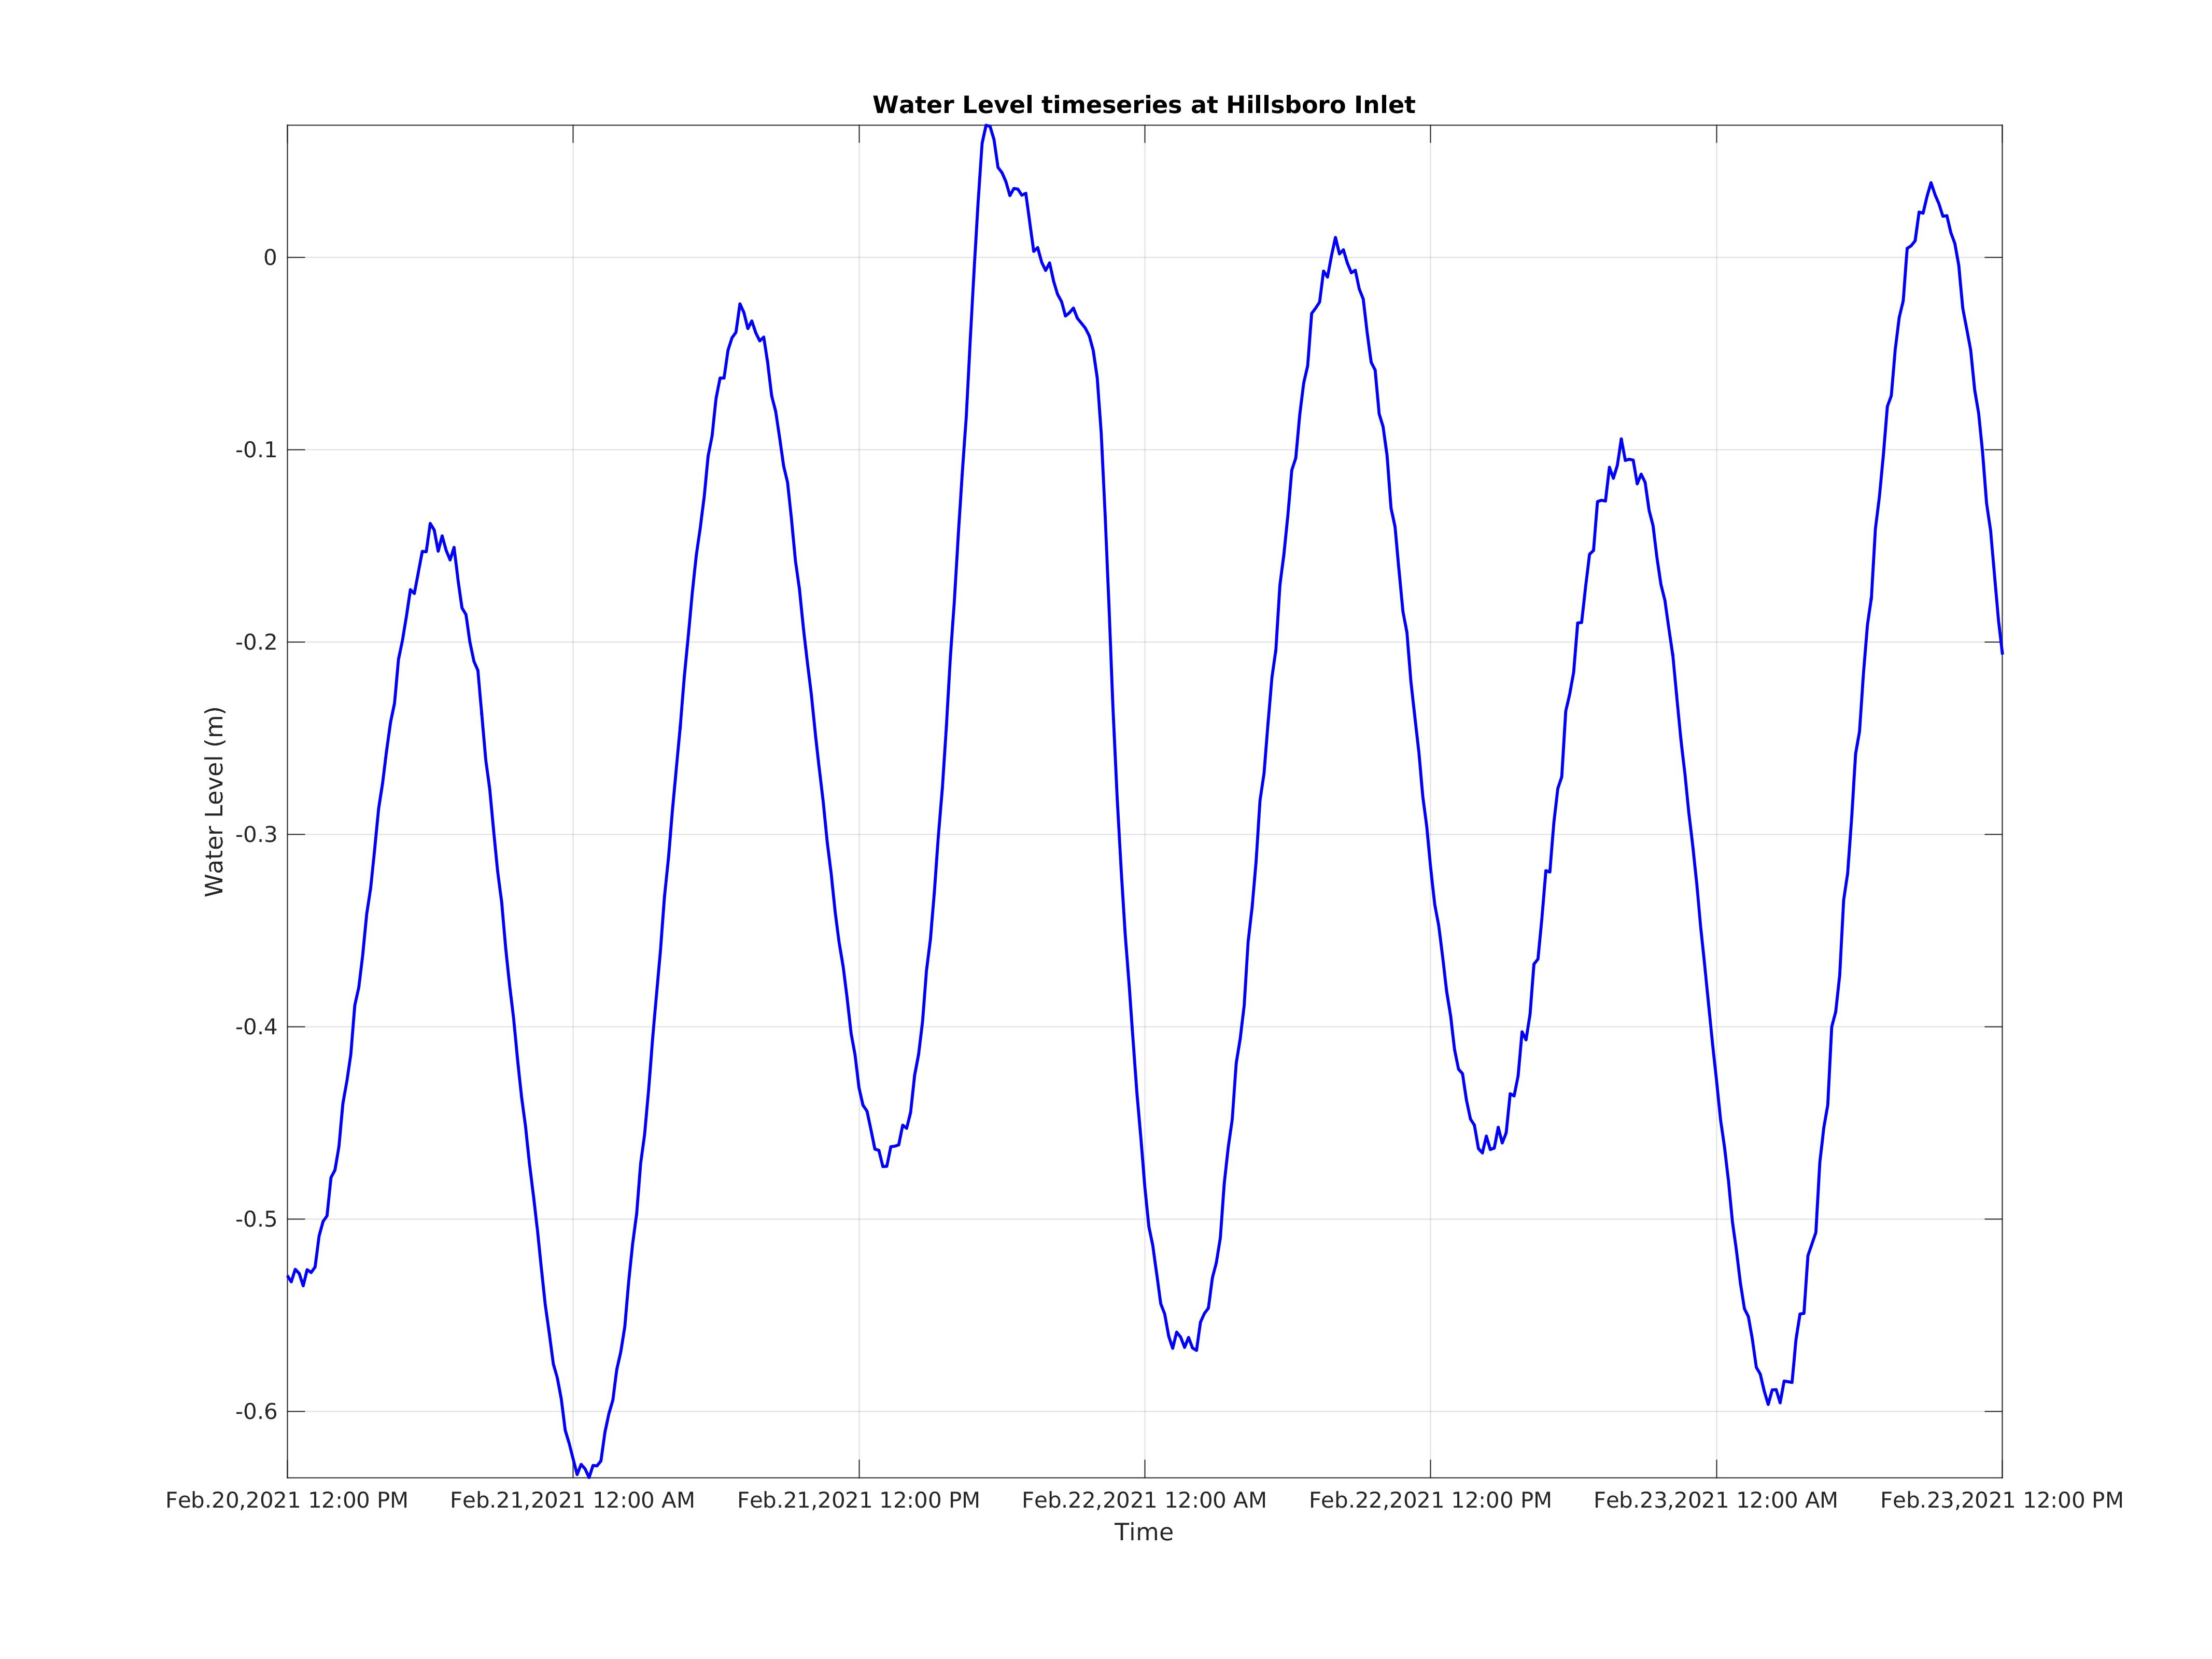 Water Level timeseries at Hillsboro Inlet
0
-0.1
-0.2
-0.3
-0.4
-0.5
-0.6
Water Level (m)
Feb.20,2021 12:00 PM Feb.21,2021 12:00 AM Feb.21,2021 12:00 PM Feb.22,2021 12:00 AM Feb.22,2021 12:00 PM Feb.23,2021 12:00 AM Feb.23,2021 12:00 PM
Time